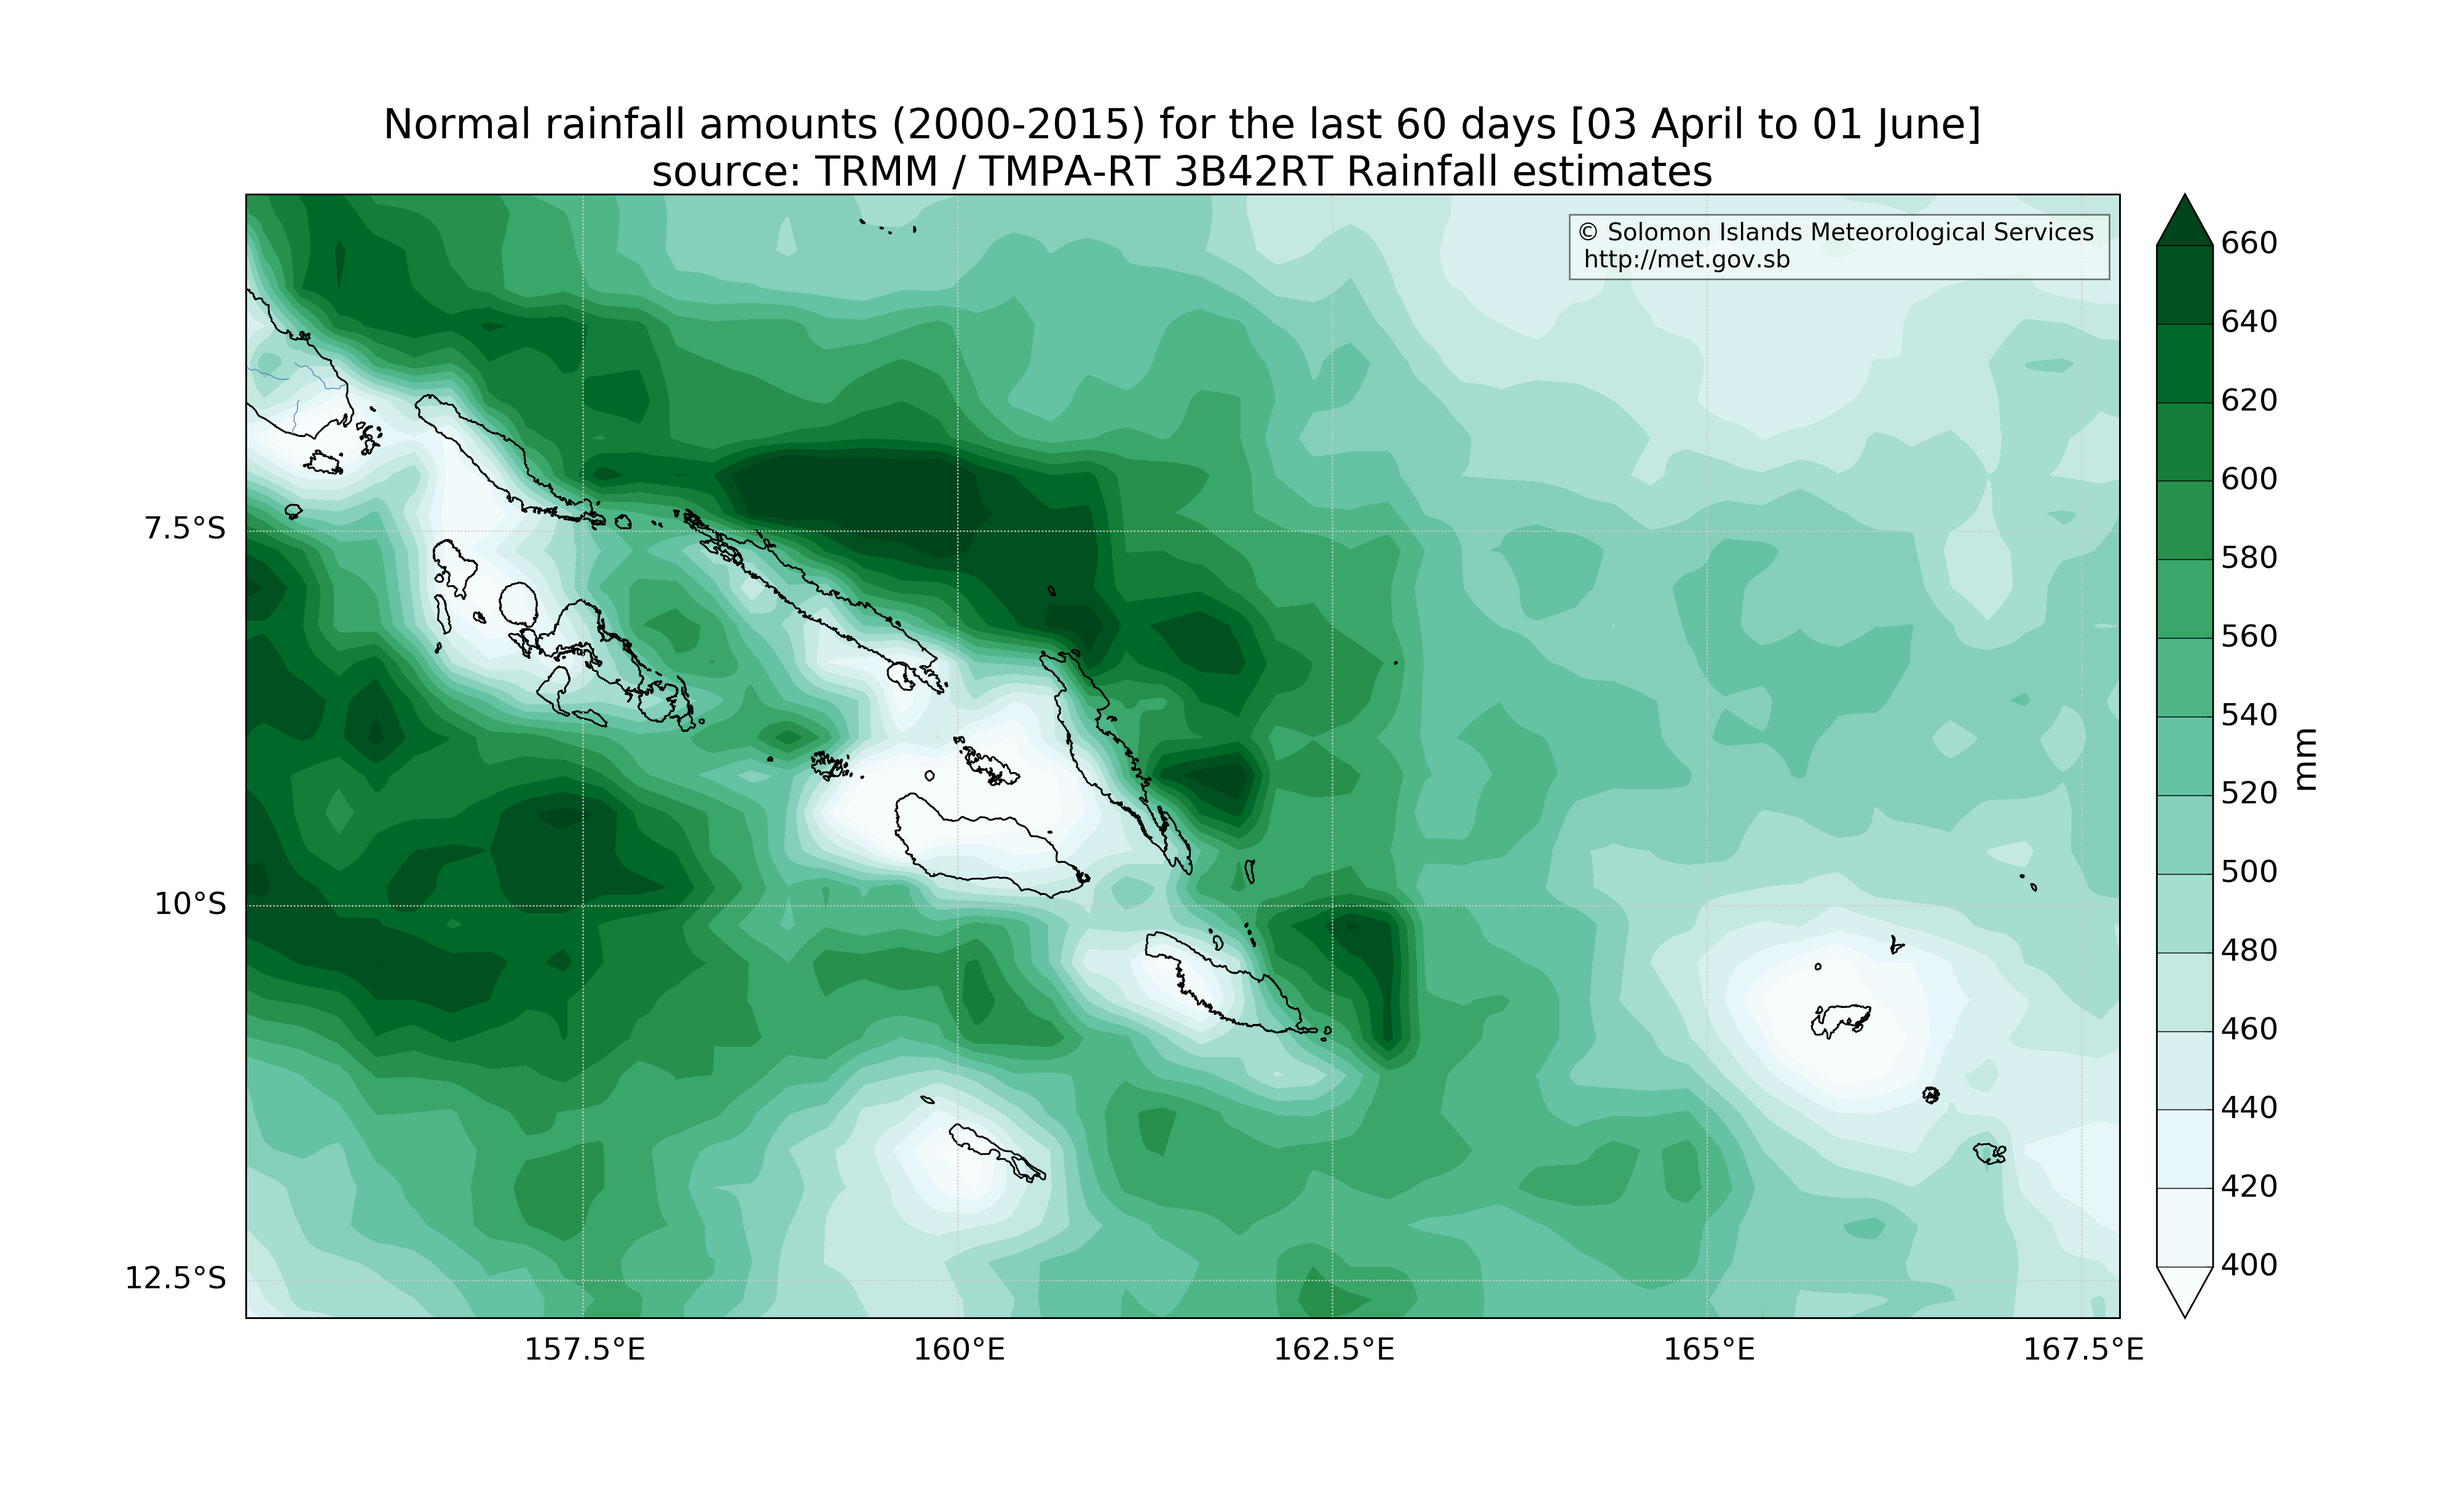 Normal rainfall amounts (2000-2015) for the last 60 days [03 April to 01 June]
source: TRMM / TMPA-RT 3B42RT Rainfall estimates
© Solomon Islands Meteorological Services
http://met.gov.sb
7.5°S
10°S
12.5°S
157.5°E
160°E
162.5°E
165°E
167.5°E
660
640
620
600
580
560
540
520
500
480
460
440
420
400
mm